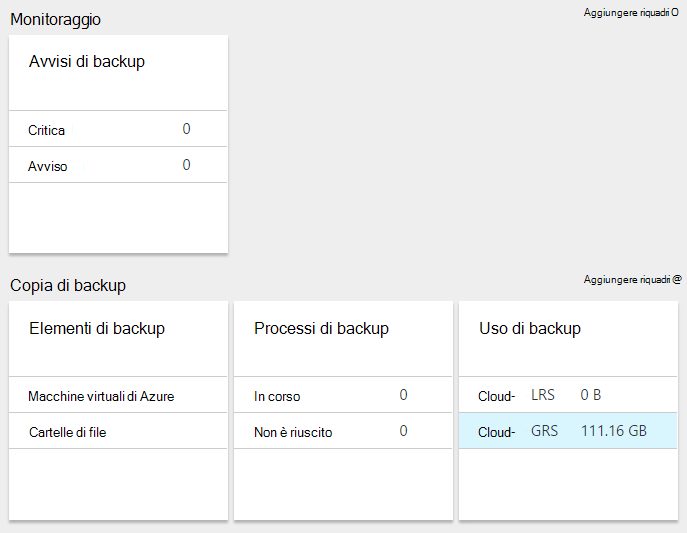 Monitoraggio
Aggiungere riquadri O
Avvisi di backup
Critica 0
Avviso 0
Copia di backup
Aggiungere riquadri @
Elementi di backup
Macchine virtuali di Azure
Cartelle di file
Processi di backup
In corso 0
Non è riuscito 0
Uso di backup
Cloud- LRS 0 B
Cloud- GRS 111.16 GB